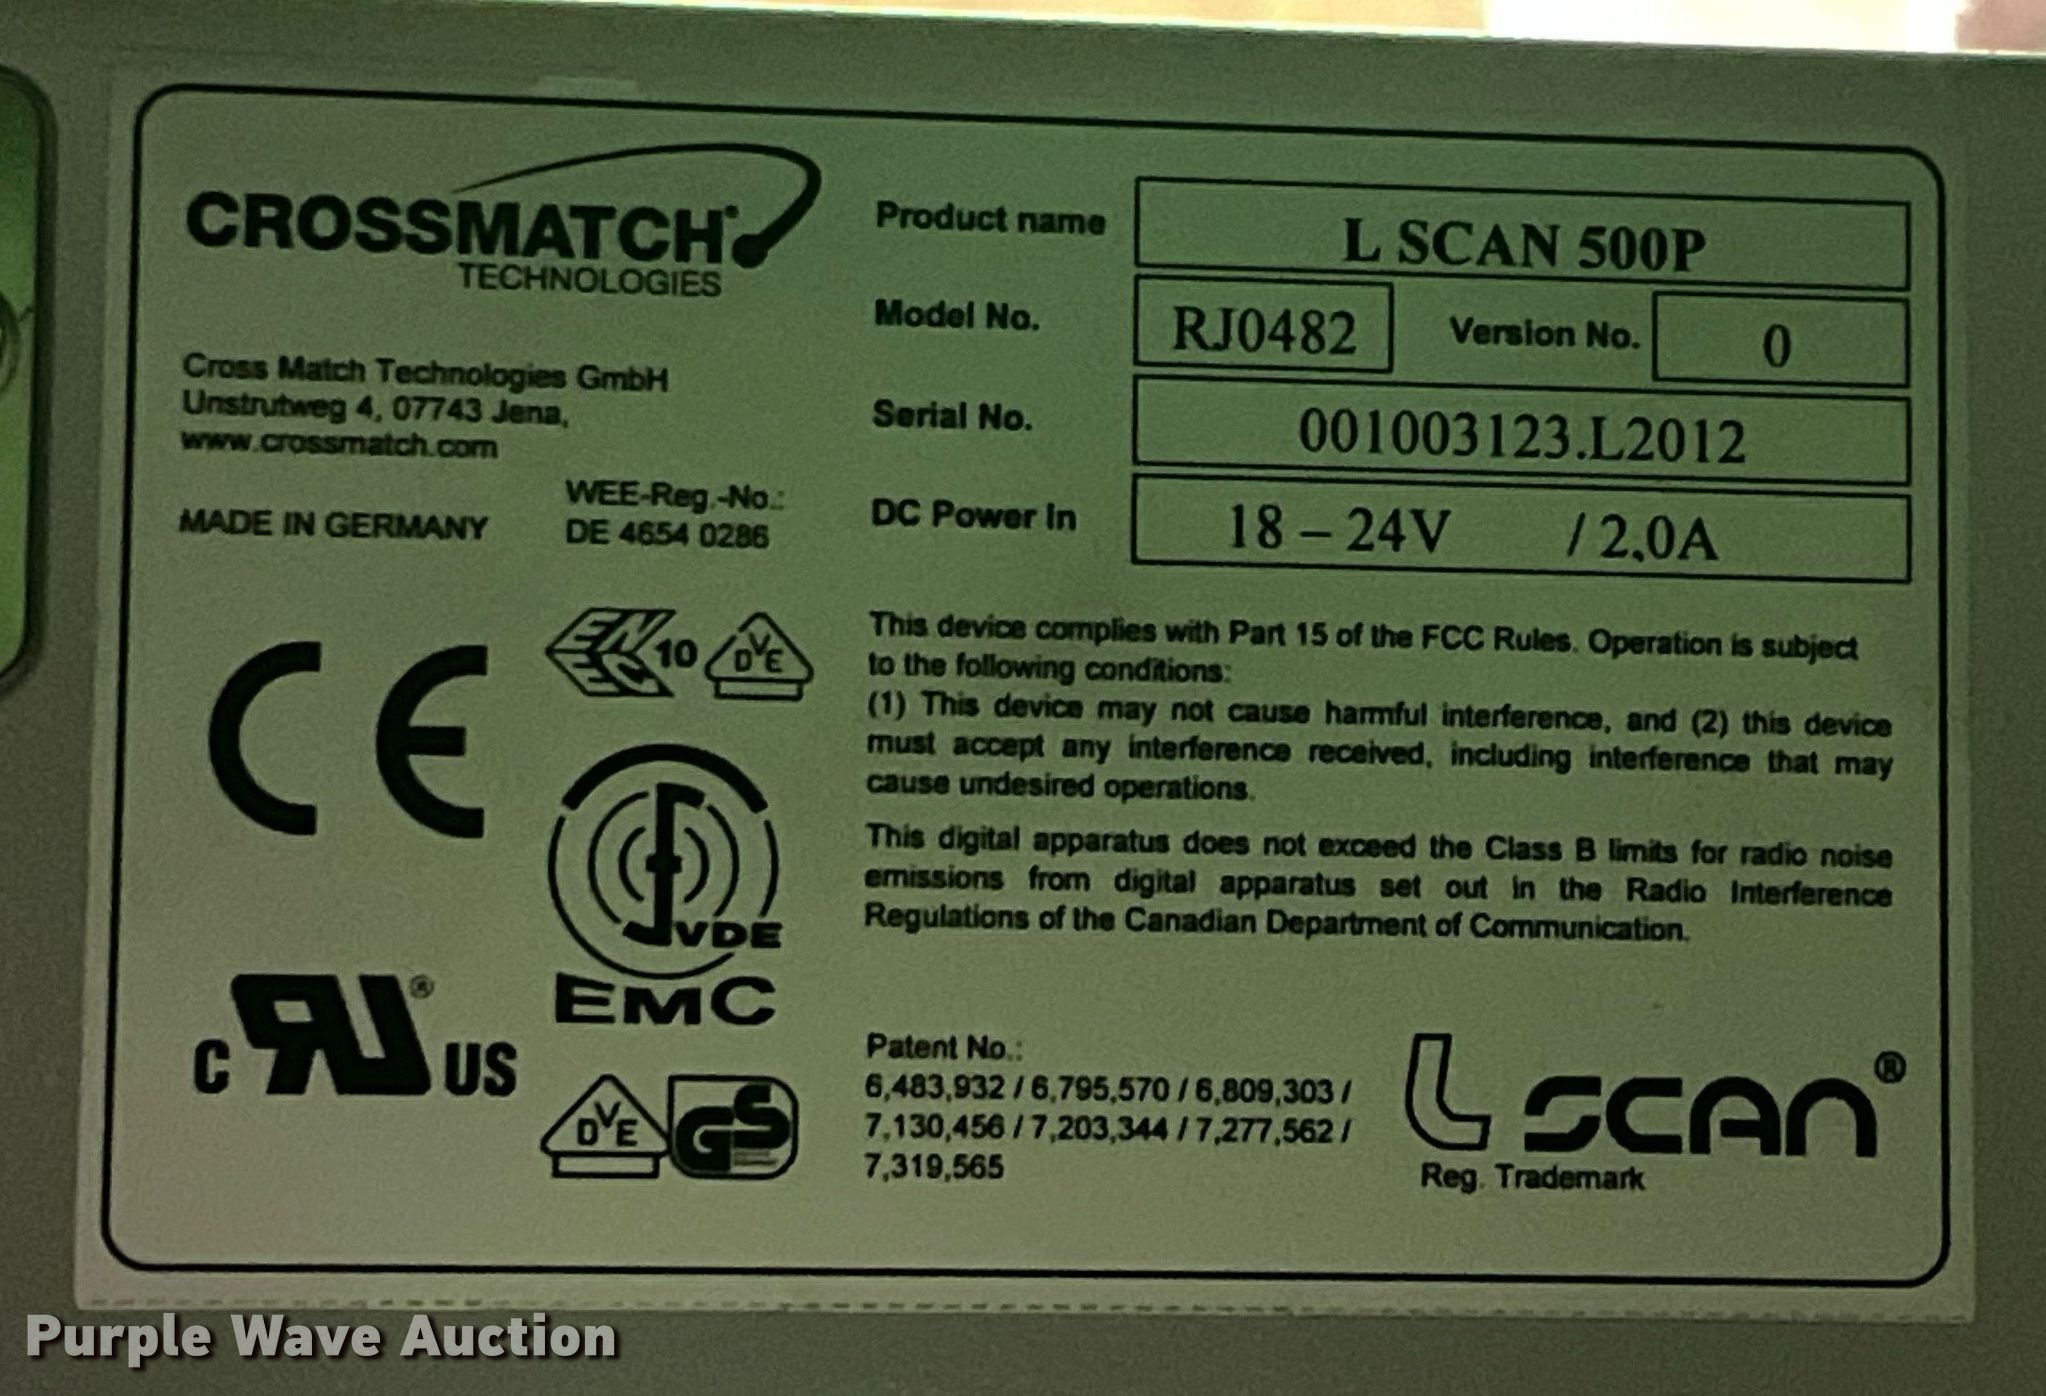 CROSSMATCH
TECHNOLOGIES
Cross Match Technologies GmbH
Unstrutweg 4, 07743 Jena,
www.crossmatch.com
MADE IN GERMANY
WEE-Reg.-No.:
DE 4654 0286
Product name L SCAN 500P
Model No. RJ0482 Version No. 0
Serial No. 001003123.L2012
DC Power In 18 – 24V / 2.0A
CE
ENEC 10 DVE
VDE
EMC
C RU® US
DVE GS
This device complies with Part 15 of the FCC Rules. Operation is subject
to the following conditions:
(1) This device may not cause harmful interference, and (2) this device
must accept any interference received, including interference that may
cause undesired operations.
This digital apparatus does not exceed the Class B limits for radio noise
emissions from digital apparatus set out in the Radio Interference
Regulations of the Canadian Department of Communication.
Patent No.:
6,483,932 / 6,795,570 / 6,809,303 /
7,130,456 / 7,203,344 / 7,277,562 /
7,319,565
L SCAN®
Reg. Trademark
Purple Wave Auction